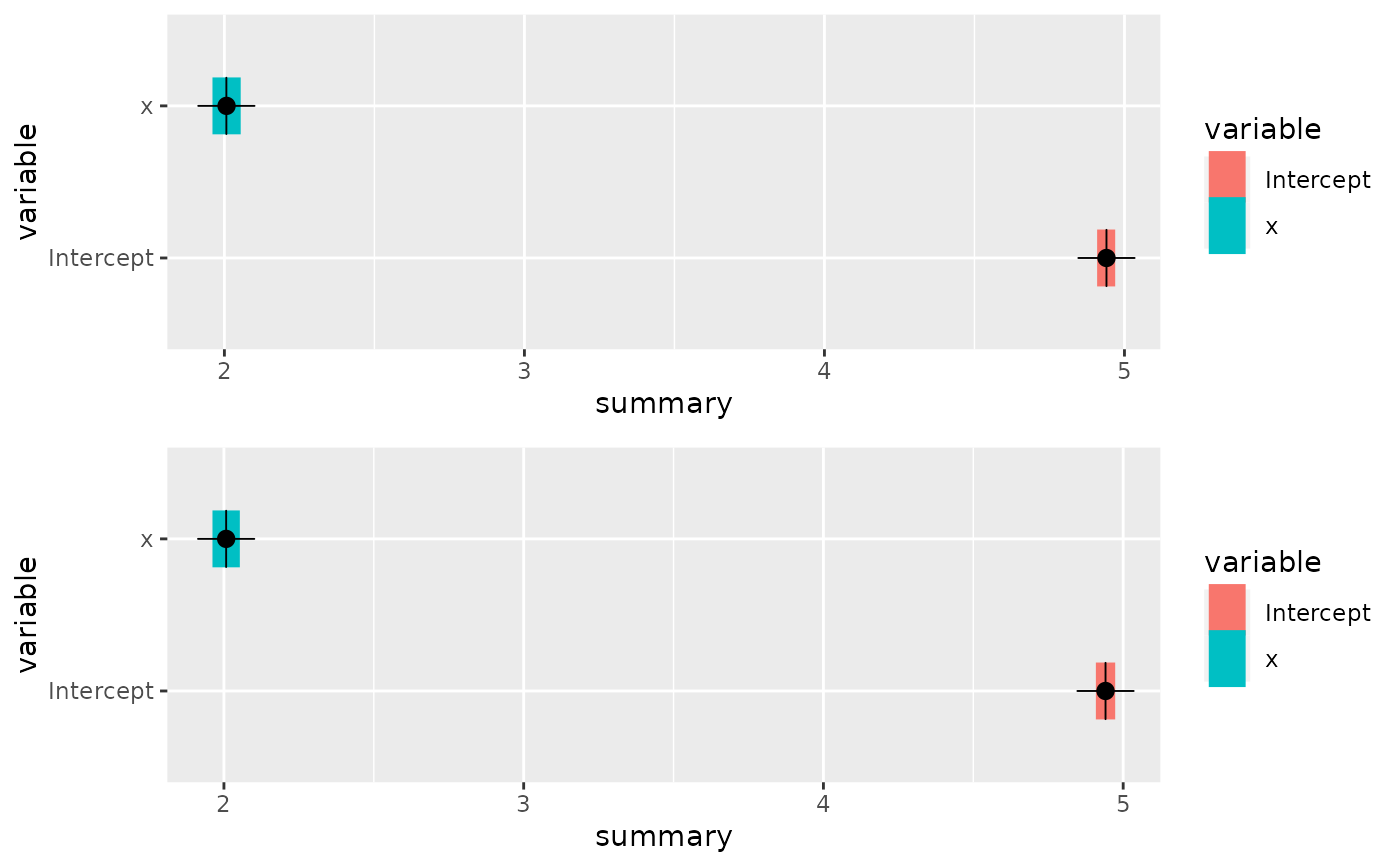 variable
x
Intercept
2 3 4 5
summary
variable
Intercept
x
variable
x
Intercept
2 3 4 5
summary
variable
Intercept
x